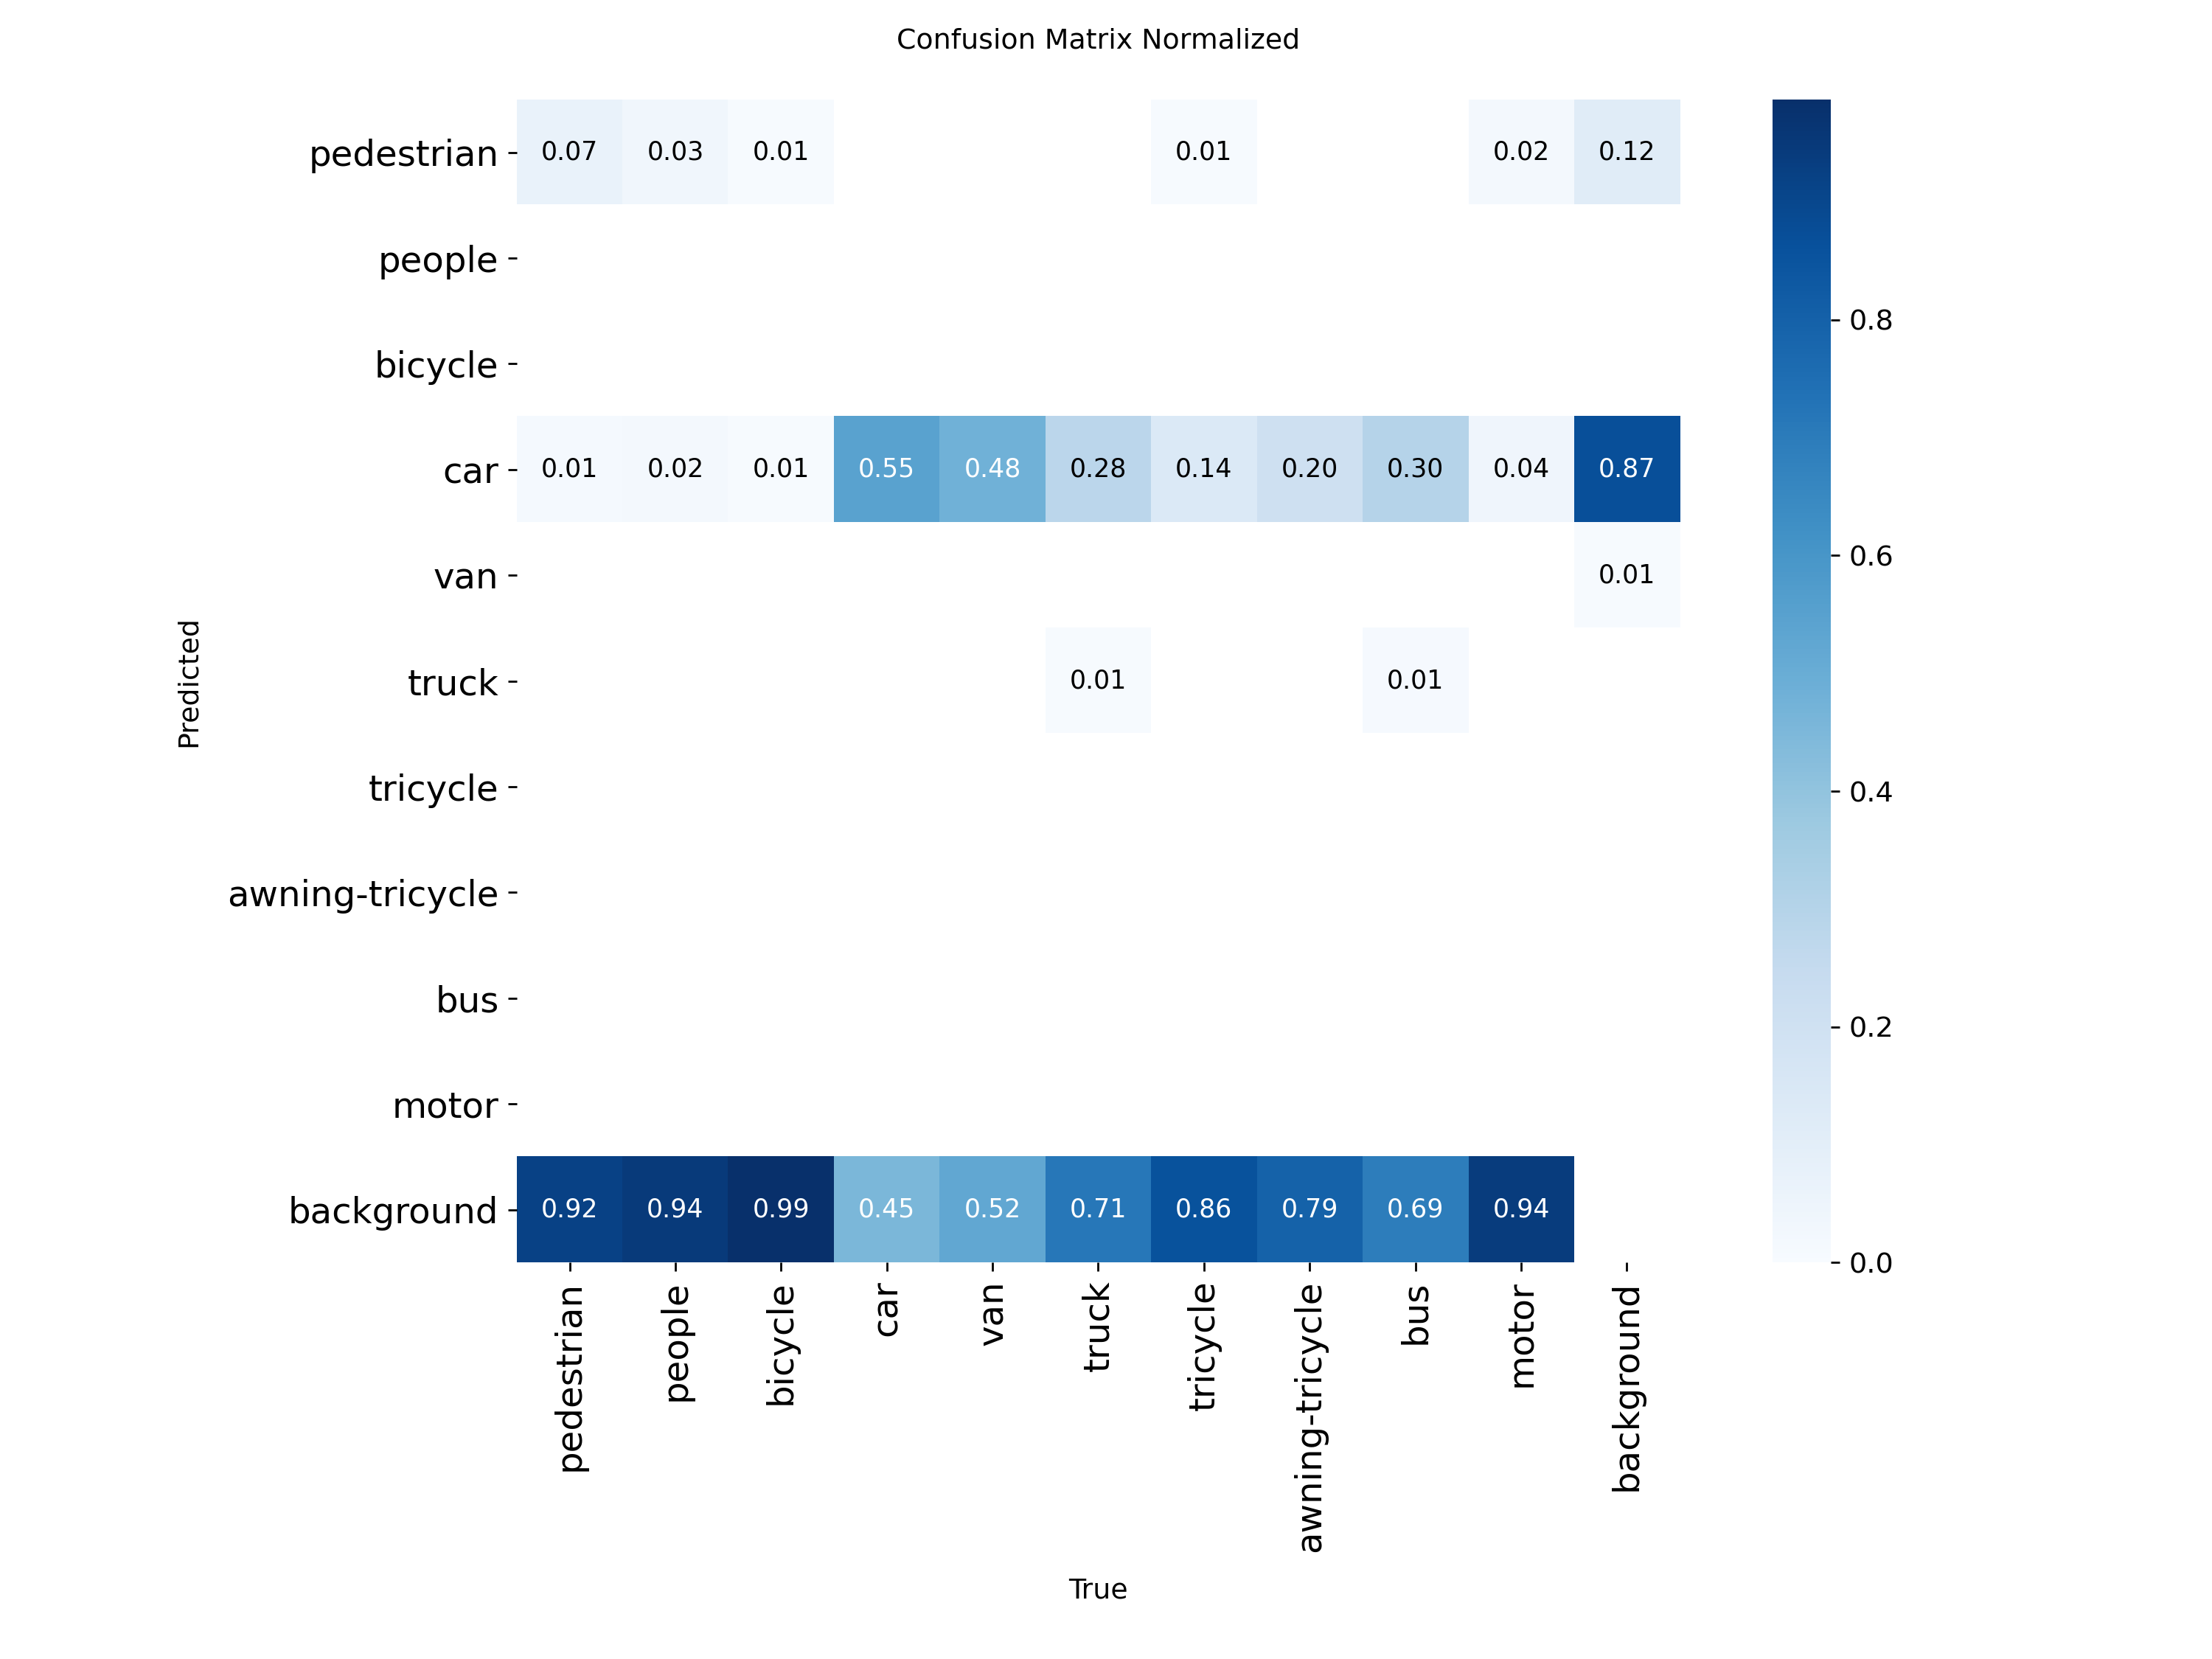 Confusion Matrix Normalized
pedestrian 0.07 0.03 0.01 0.01 0.02 0.12
people
bicycle
car 0.01 0.02 0.01 0.55 0.48 0.28 0.14 0.20 0.30 0.04 0.87
van 0.01
truck 0.01 0.01
tricycle
awning-tricycle
bus
motor
background 0.92 0.94 0.99 0.45 0.52 0.71 0.86 0.79 0.69 0.94
Predicted
pedestrian
people
bicycle
car
van
truck
tricycle
awning-tricycle
bus
motor
background
True
0.8
0.6
0.4
0.2
0.0